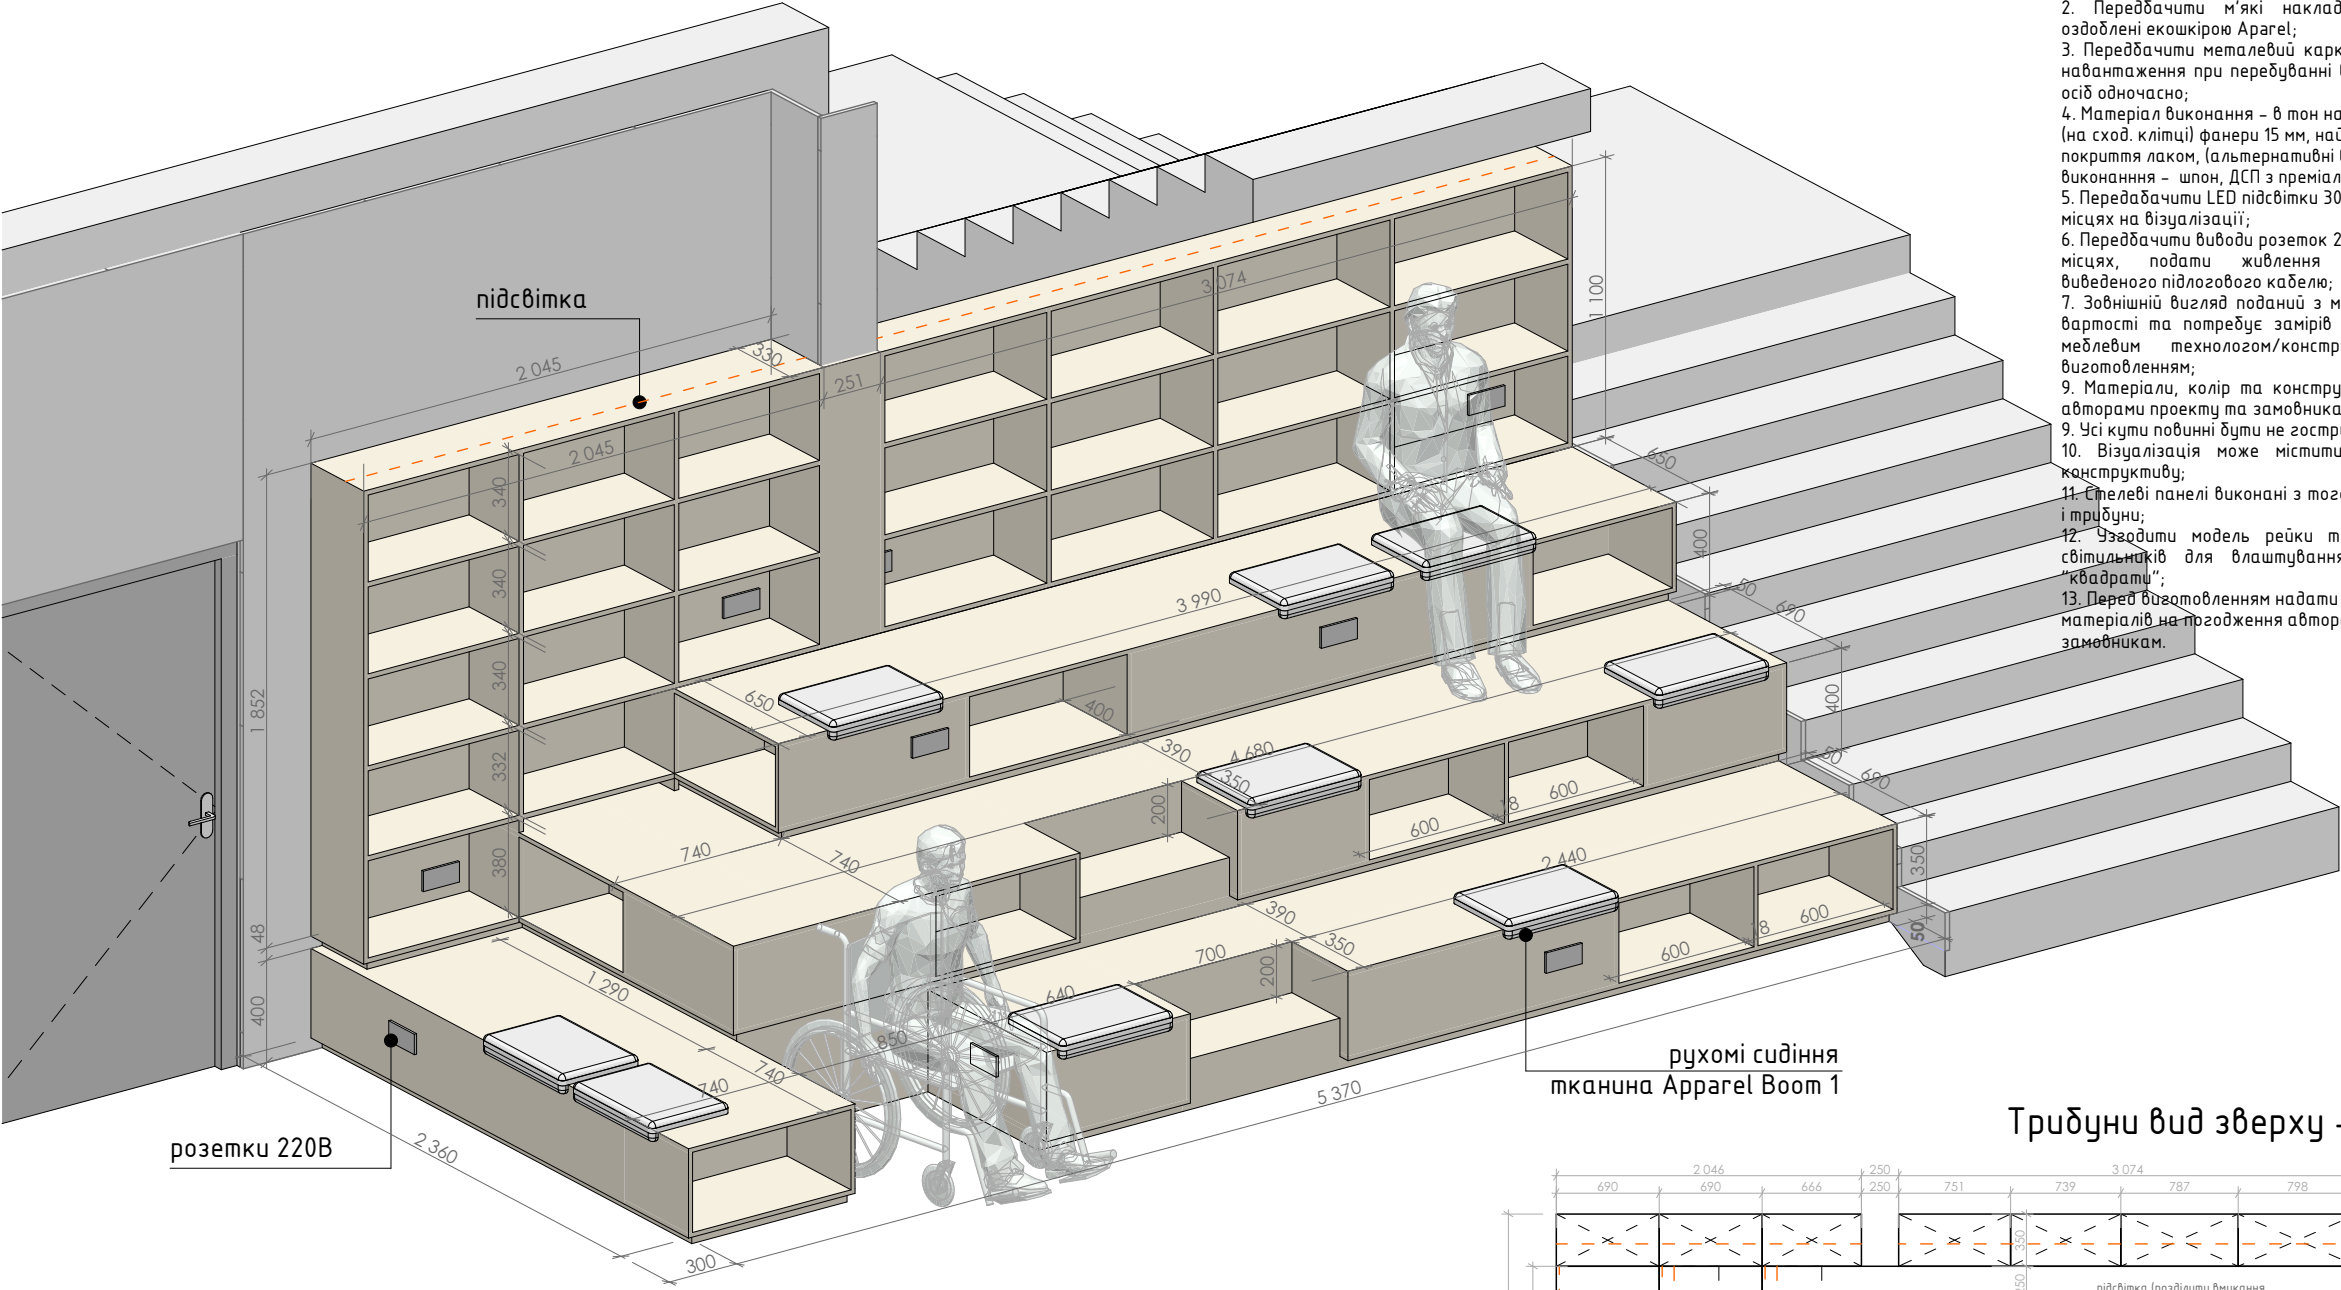 2. Передбачити м'які наклад
оздоблені екошкірою Aparel;
3. Передбачити металевий карк
навантаження при перебуванні
осіб одночасно;
4. Матеріал виконання – в тон на
(на сход. клітці) фанери 15 мм, най
покриття лаком, (альтернативні
виконанння – шпон, ДСП з преміал
5. Передабачити LED підсвітки 30
місцях на візуалізації;
6. Передбачити виводи розеток 2
місцях, подати живлення
виведеного підлогового кабелю;
7. Зовнішній вигляд поданий з м
вартості та потребує замірів
меблевим технологом/констр
виготовленням;
9. Матеріали, колір та констру
авторами проекту та замовника
9. Усі кути повинні бути не гостр
10. Візуалізація може містити
конструктиву;
11. Стелеві панелі виконані з того
і трибуни;
12. Узгодити модель рейки т
світильників для влаштування
"квадрати";
13. Перед виготовленням надати
матеріалів на погодження автор
замовникам.
підсвітка
2 045
330
251
3 074
1 100
2 045
340
340
340
332
380
1 852
48
400
650
400
50
690
400
50
690
350
50
3 990
650
400
390
350
4 680
200
18
600
600
740
740
2 440
390
350
700
200
18
600
600
1 290
640
850
740
740
5 370
2 360
300
рухомі сидіння
тканина Apparel Boom 1
розетки 220В
Трибуни вид зверху -
2 046
250
3 074
690
690
666
250
751
739
787
798
350
підсвітка (розділити вмикання